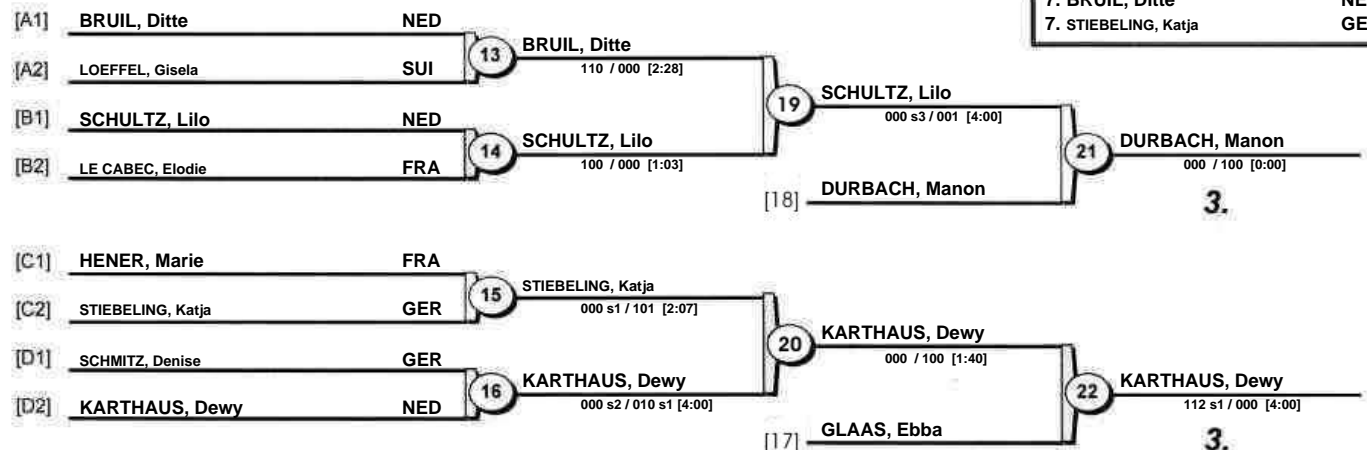 7. BRUIL, Ditte NE
7. STIEBELING, Katja GE
[A1] BRUIL, Ditte NED
13 BRUIL, Ditte
110 / 000 [2:28]
[A2] LOEFFEL, Gisela SUI
19 SCHULTZ, Lilo
000 s3 / 001 [4:00]
[B1] SCHULTZ, Lilo NED
14 SCHULTZ, Lilo
100 / 000 [1:03]
[B2] LE CABEC, Elodie FRA
21 DURBACH, Manon
000 / 100 [0:00]
[18] DURBACH, Manon
3.
[C1] HENER, Marie FRA
15 STIEBELING, Katja
000 s1 / 101 [2:07]
[C2] STIEBELING, Katja GER
20 KARTHAUS, Dewy
000 / 100 [1:40]
[D1] SCHMITZ, Denise GER
16 KARTHAUS, Dewy
000 s2 / 010 s1 [4:00]
[D2] KARTHAUS, Dewy NED
22 KARTHAUS, Dewy
112 s1 / 000 [4:00]
[17] GLAAS, Ebba
3.